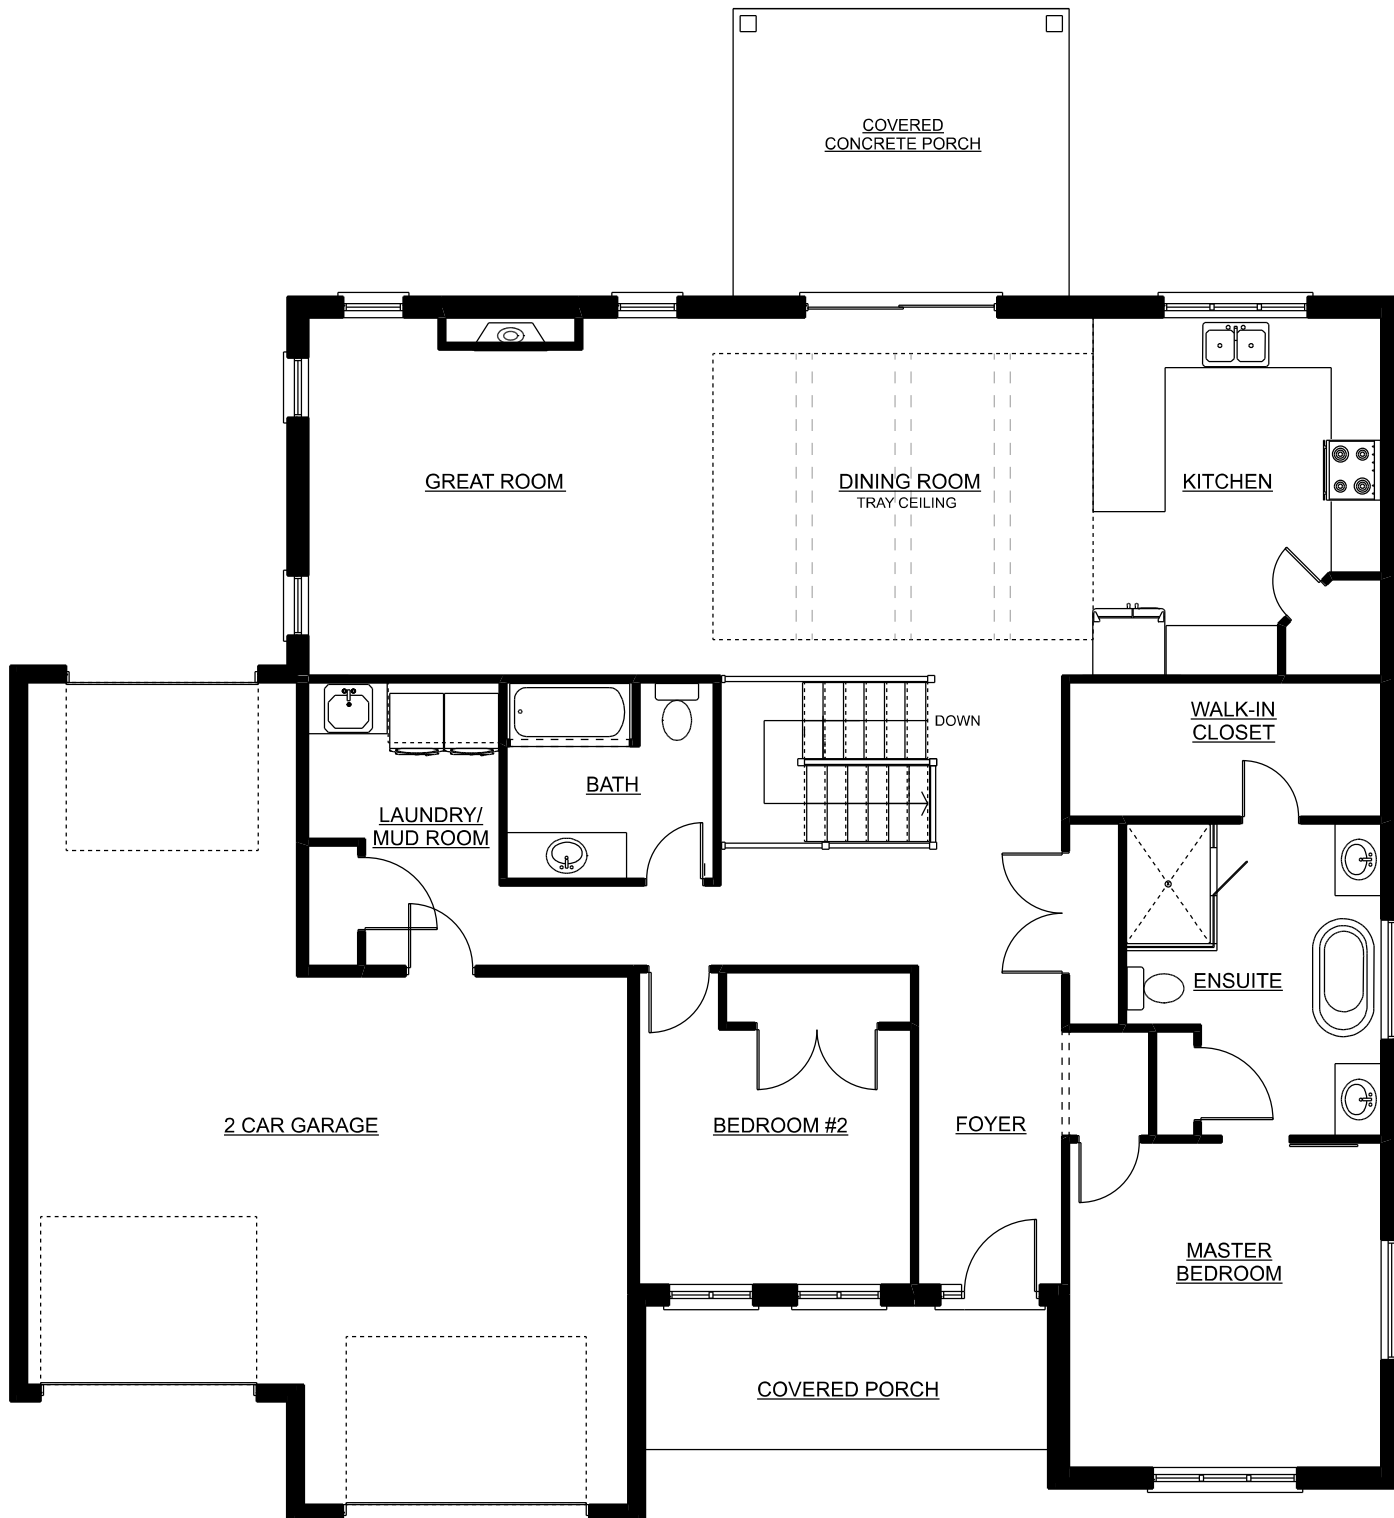 COVERED
CONCRETE PORCH
GREAT ROOM
DINING ROOM
TRAY CEILING
KITCHEN
WALK-IN
CLOSET
DOWN
BATH
LAUNDRY/
MUD ROOM
ENSUITE
2 CAR GARAGE
BEDROOM #2
FOYER
MASTER
BEDROOM
COVERED PORCH